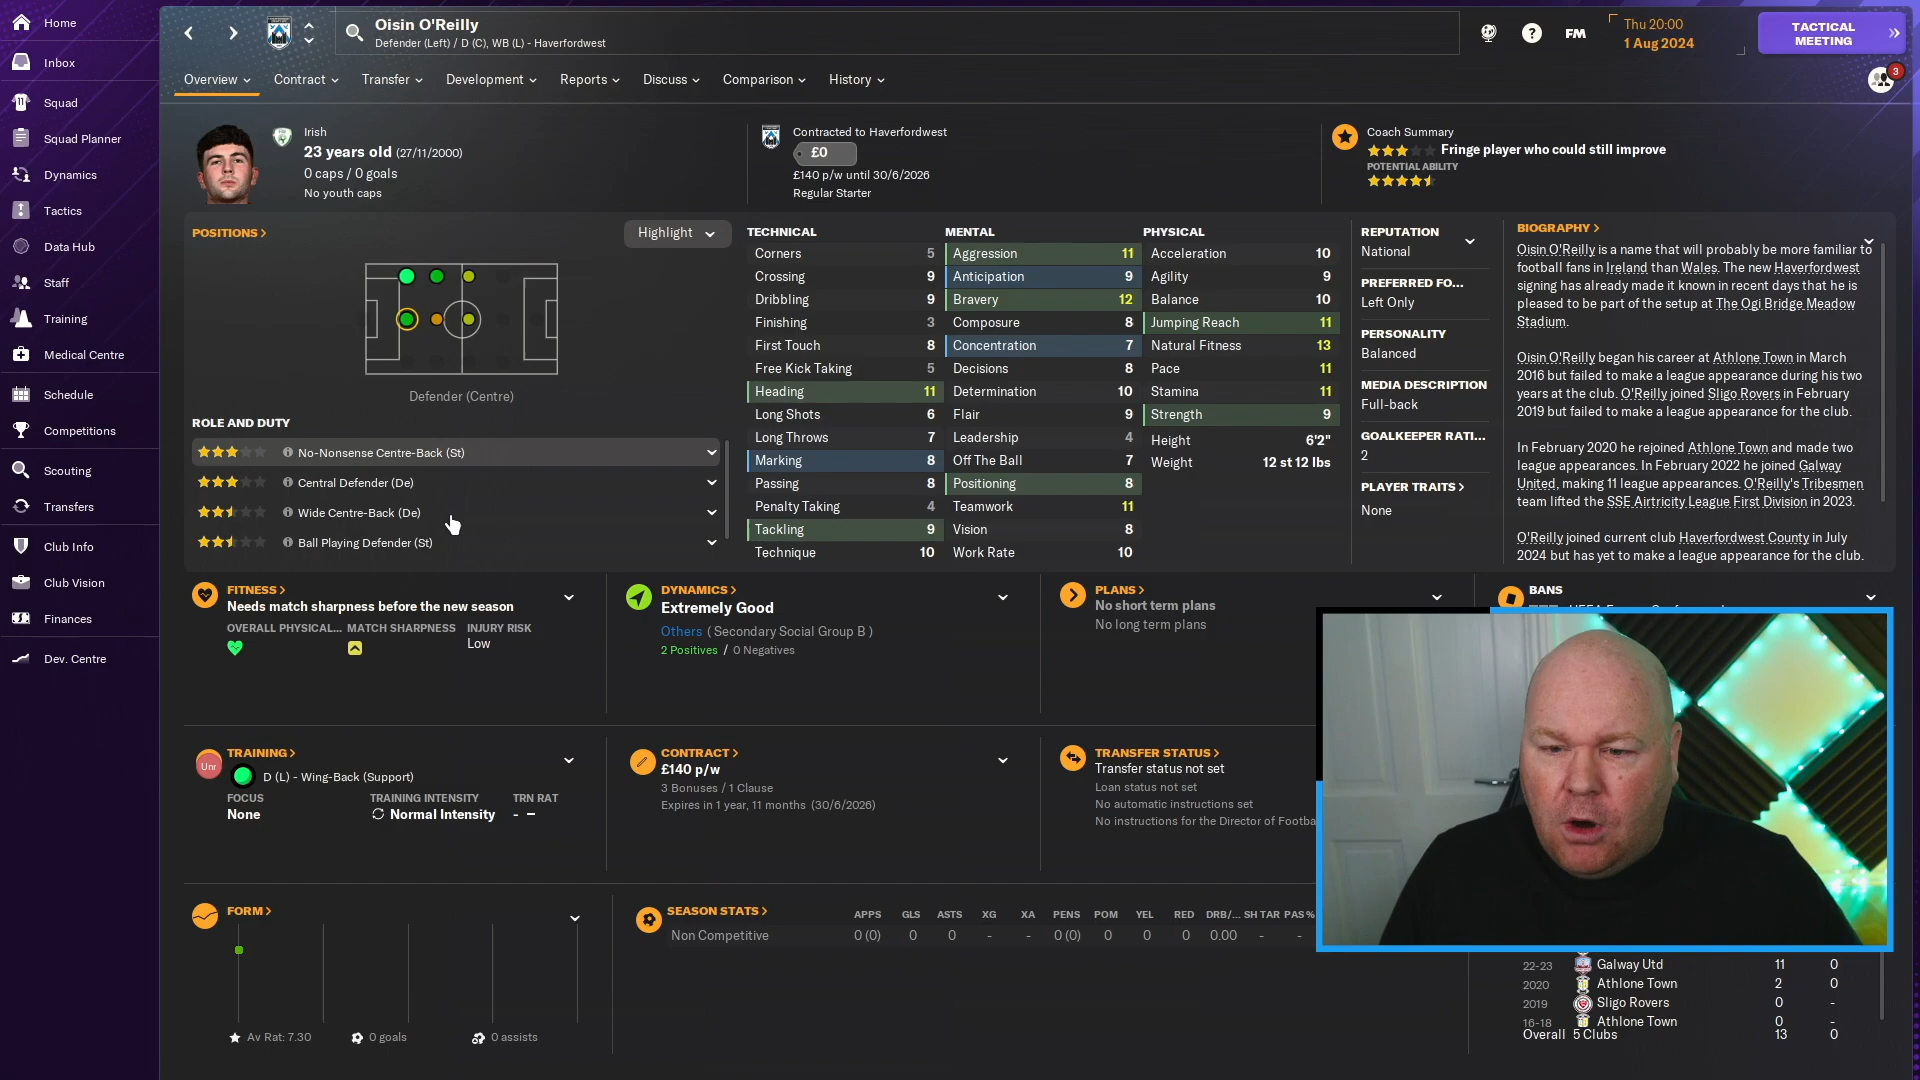 Home
Inbox
Squad
Squad Planner
Dynamics
Tactics
Data Hub
Staff
Training
Medical Centre
Schedule
Competitions
Scouting
Transfers
Club Info
Club Vision
Finances
Dev. Centre
Oisin O'Reilly
Defender (Left) / D (C), WB (L) - Haverfordwest
FM
Thu 20:00
1 Aug 2024
TACTICAL MEETING
3
Overview
Contract
Transfer
Development
Reports
Discuss
Comparison
History
Irish
23 years old (27/11/2000)
0 caps / 0 goals
No youth caps
Contracted to Haverfordwest
£0
£140 p/w until 30/6/2026
Regular Starter
Coach Summary
Fringe player who could still improve
POTENTIAL ABILITY
POSITIONS
Highlight
Defender (Centre)
ROLE AND DUTY
No-Nonsense Centre-Back (St)
Central Defender (De)
Wide Centre-Back (De)
Ball Playing Defender (St)
TECHNICAL
Corners 5
Crossing 9
Dribbling 9
Finishing 3
First Touch 8
Free Kick Taking 5
Heading 11
Long Shots 6
Long Throws 7
Marking 8
Passing 8
Penalty Taking 4
Tackling 9
Technique 10
MENTAL
Aggression 11
Anticipation 9
Bravery 12
Composure 8
Concentration 7
Decisions 8
Determination 10
Flair 9
Leadership 4
Off The Ball 7
Positioning 8
Teamwork 11
Vision 8
Work Rate 10
PHYSICAL
Acceleration 10
Agility 9
Balance 10
Jumping Reach 11
Natural Fitness 13
Pace 11
Stamina 11
Strength 9
Height 6'2"
Weight 12 st 12 lbs
REPUTATION
National
PREFERRED FO...
Left Only
PERSONALITY
Balanced
MEDIA DESCRIPTION
Full-back
GOALKEEPER RATI...
2
PLAYER TRAITS
None
BIOGRAPHY
Oisin O'Reilly is a name that will probably be more familiar to
football fans in Ireland than Wales. The new Haverfordwest
signing has already made it known in recent days that he is
pleased to be part of the setup at The Ogi Bridge Meadow
Stadium.
Oisin O'Reilly began his career at Athlone Town in March
2016 but failed to make a league appearance during his two
years at the club. O'Reilly joined Sligo Rovers in February
2019 but failed to make a league appearance for the club.
In February 2020 he rejoined Athlone Town and made two
league appearances. In February 2022 he joined Galway
United, making 11 league appearances. O'Reilly's Tribesmen
team lifted the SSE Airtricity League First Division in 2023.
O'Reilly joined current club Haverfordwest County in July
2024 but has yet to make a league appearance for the club.
FITNESS
Needs match sharpness before the new season
OVERALL PHYSICAL... MATCH SHARPNESS INJURY RISK
Low
DYNAMICS
Extremely Good
Others ( Secondary Social Group B )
2 Positives / 0 Negatives
PLANS
No short term plans
No long term plans
BANS
TRAINING
Unr
D (L) - Wing-Back (Support)
FOCUS TRAINING INTENSITY TRN RAT
None Normal Intensity - -
CONTRACT
£140 p/w
3 Bonuses / 1 Clause
Expires in 1 year, 11 months (30/6/2026)
TRANSFER STATUS
Transfer status not set
Loan status not set
No automatic instructions set
No instructions for the Director of Footba
FORM
Av Rat: 7.30 0 goals 0 assists
SEASON STATS APPS GLS ASTS XG XA PENS POM YEL RED DRB/... SH TAR PAS%
Non Competitive 0 (0) 0 0 - - 0 (0) 0 0 0 0.00 - -
22-23 Galway Utd 11 0
2020 Athlone Town 2 0
2019 Sligo Rovers 0 -
16-18 Athlone Town 0 -
Overall 5 Clubs 13 0